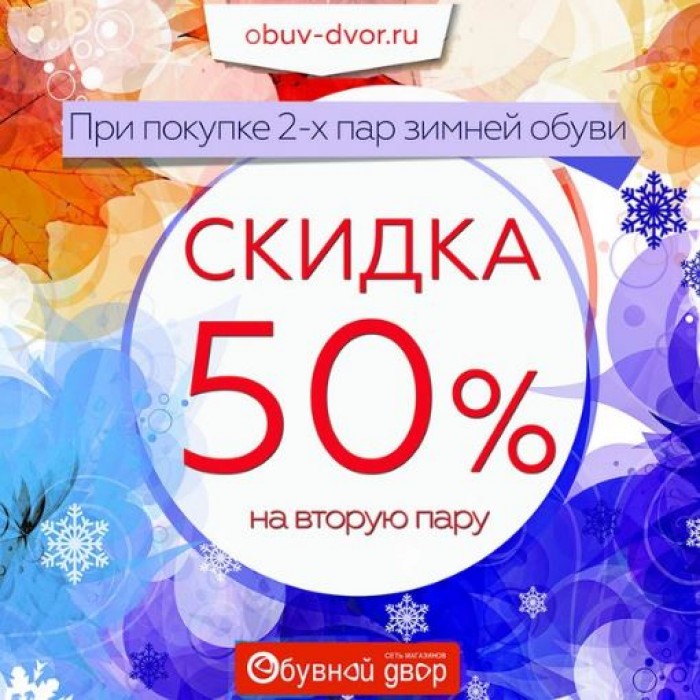 obuv-dvor.ru
При покупке 2-х пар зимней обуви
СКИДКА
50%
на вторую пару
СЕТЬ МАГАЗИНОВ
Обувной двор